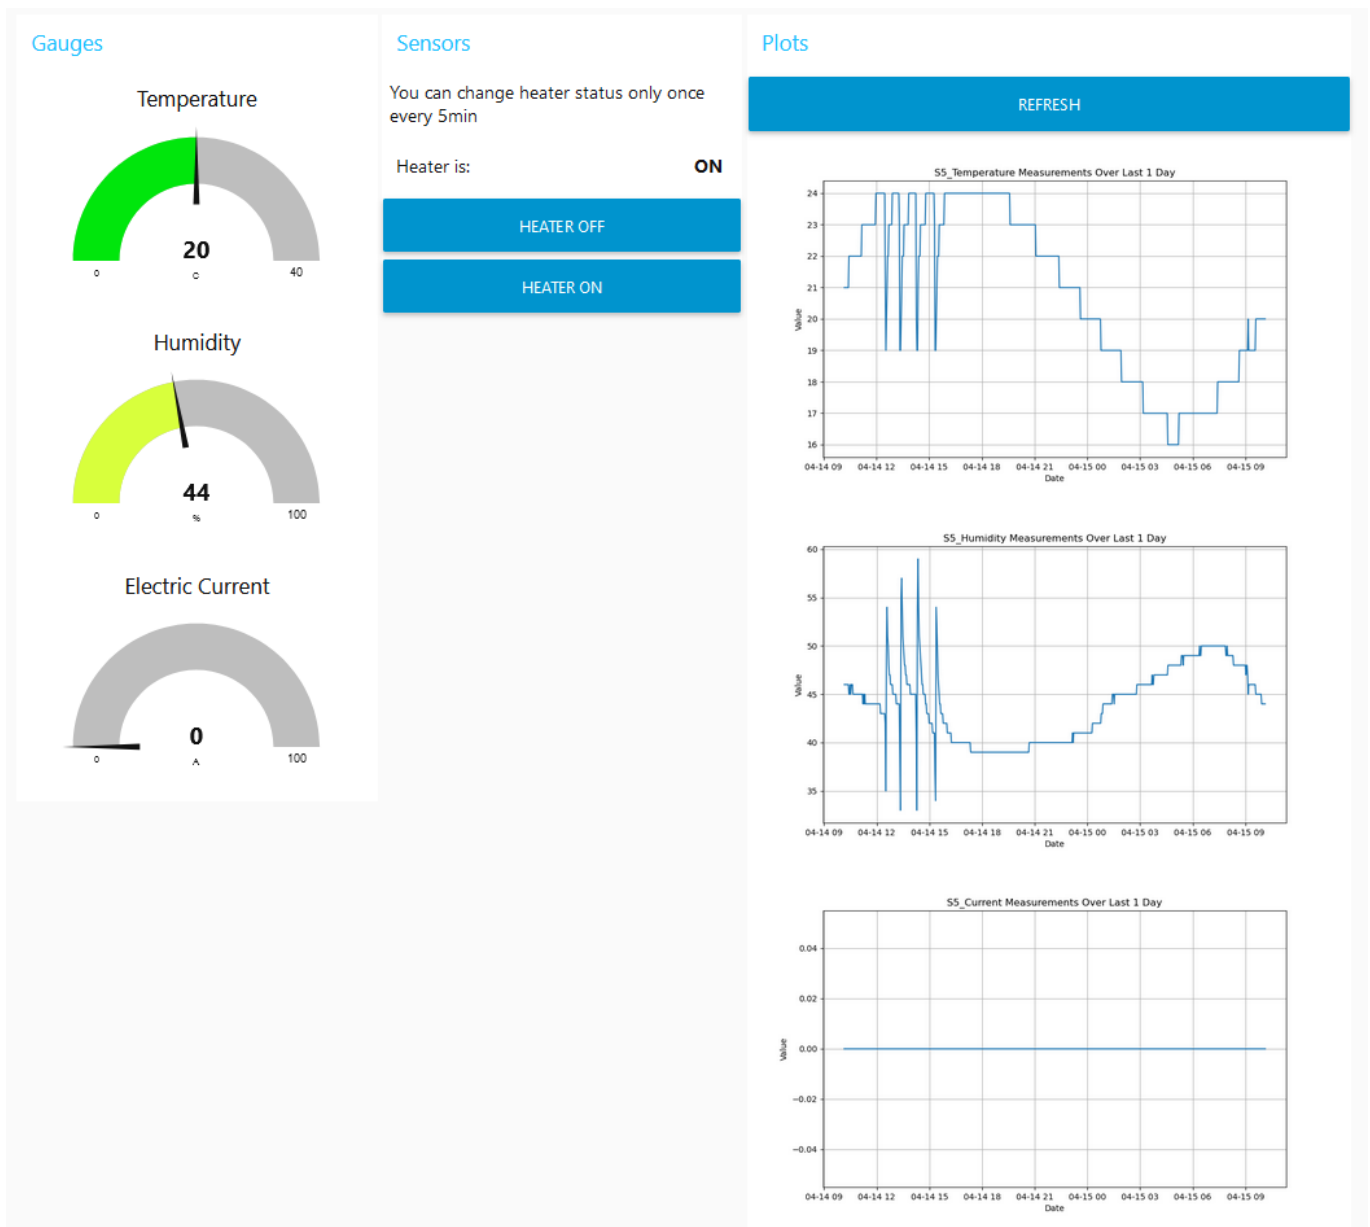 Gauges
Temperature
20
C
0
40
Humidity
44
%
0
100
Electric Current
0
A
0
100
Sensors
You can change heater status only once
every 5min
Heater is:
ON
HEATER OFF
HEATER ON
Plots
REFRESH
S5_Temperature Measurements Over Last 1 Day
24
23
22
21
20
19
18
17
16
Value
04-14 09 04-14 12 04-14 15 04-14 18 04-14 21 04-15 00 04-15 03 04-15 06 04-15 09
Date
S5_Humidity Measurements Over Last 1 Day
60
55
50
45
40
35
Value
04-14 09 04-14 12 04-14 15 04-14 18 04-14 21 04-15 00 04-15 03 04-15 06 04-15 09
Date
S5_Current Measurements Over Last 1 Day
0.04
0.02
0.00
−0.02
−0.04
Value
04-14 09 04-14 12 04-14 15 04-14 18 04-14 21 04-15 00 04-15 03 04-15 06 04-15 09
Date